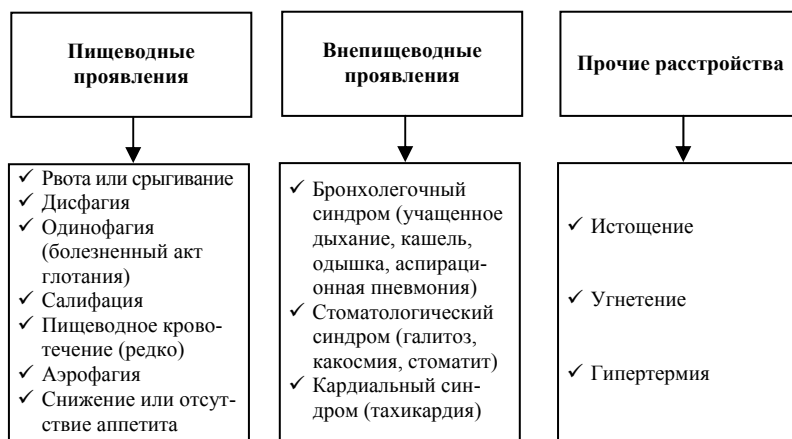 Пищеводные
проявления
✓ Рвота или срыгивание
✓ Дисфагия
✓ Одинофагия
(болезненный акт
глотания)
✓ Салифация
✓ Пищеводное крово-
течение (редко)
✓ Аэрофагия
✓ Снижение или отсут-
ствие аппетита
Внепищеводные
проявления
✓ Бронхолегочный
синдром (учащенное
дыхание, кашель,
одышка, аспираци-
онная пневмония)
✓ Стоматологический
синдром (галитоз,
какосмия, стоматит)
✓ Кардиальный син-
дром (тахикардия)
Прочие расстройства
✓ Истощение
✓ Угнетение
✓ Гипертермия